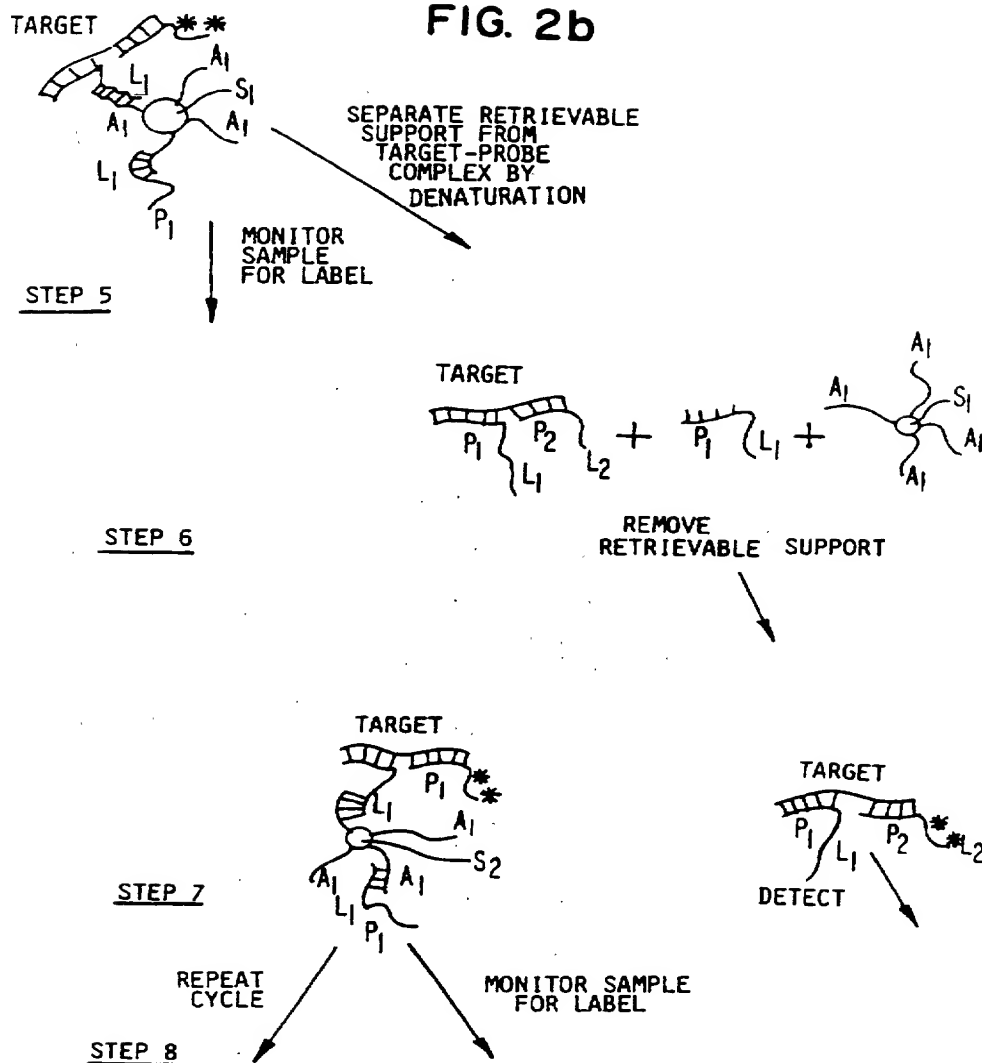 FIG. 2b
TARGET
L1
A1
S1
A1
A1
L1
P1
SEPARATE RETRIEVABLE
SUPPORT FROM
TARGET-PROBE
COMPLEX BY
DENATURATION
MONITOR
SAMPLE
FOR LABEL
STEP 5
TARGET
P1
P2
L1
L2
+
P1
L1
+
A1
A1
S1
A1
A1
STEP 6
REMOVE
RETRIEVABLE SUPPORT
TARGET
P1
**
L1
A1
S2
A1
A1
L1
P1
STEP 7
TARGET
P1
L1
P2
**L2
DETECT
REPEAT
CYCLE
MONITOR SAMPLE
FOR LABEL
STEP 8